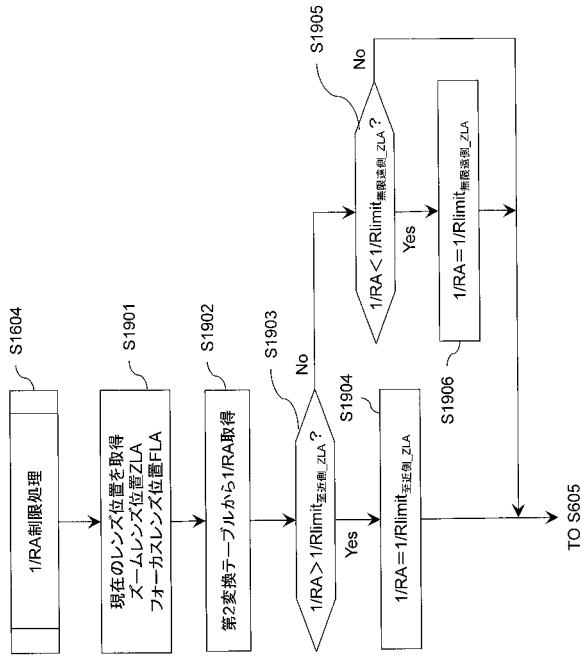 1/RA制限処理
S1604
現在のレンズ位置を取得
ズームレンズ位置ZLA
フォーカスレンズ位置FLA
S1901
第2変換テーブルから1/RA取得
S1902
1/RA＞1/Rlimit至近側_ZLA?
S1903
No
Yes
1/RA＝1/Rlimit至近側_ZLA
S1904
1/RA＜1/Rlimit無限遠側_ZLA?
S1905
No
Yes
1/RA＝1/Rlimit無限遠側_ZLA
S1906
TO S605